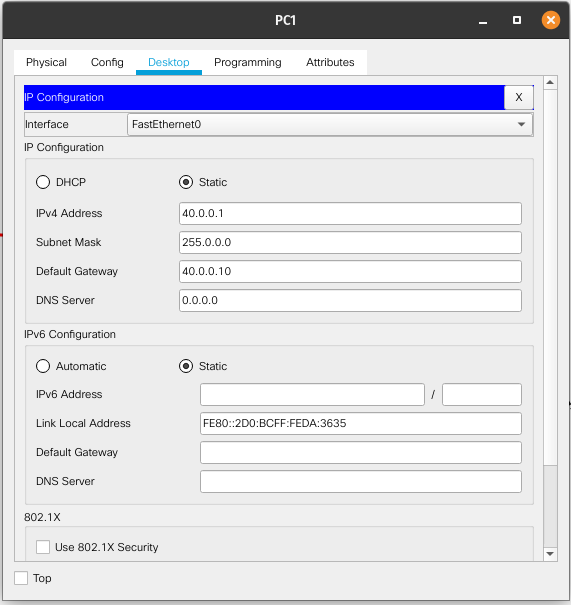 PC1
Physical Config Desktop Programming Attributes
IP Configuration X
Interface FastEthernet0
IP Configuration
DHCP Static
IPv4 Address 40.0.0.1
Subnet Mask 255.0.0.0
Default Gateway 40.0.0.10
DNS Server 0.0.0.0
IPv6 Configuration
Automatic Static
IPv6 Address /
Link Local Address FE80::2D0:BCFF:FEDA:3635
Default Gateway
DNS Server
802.1X
Use 802.1X Security
Top